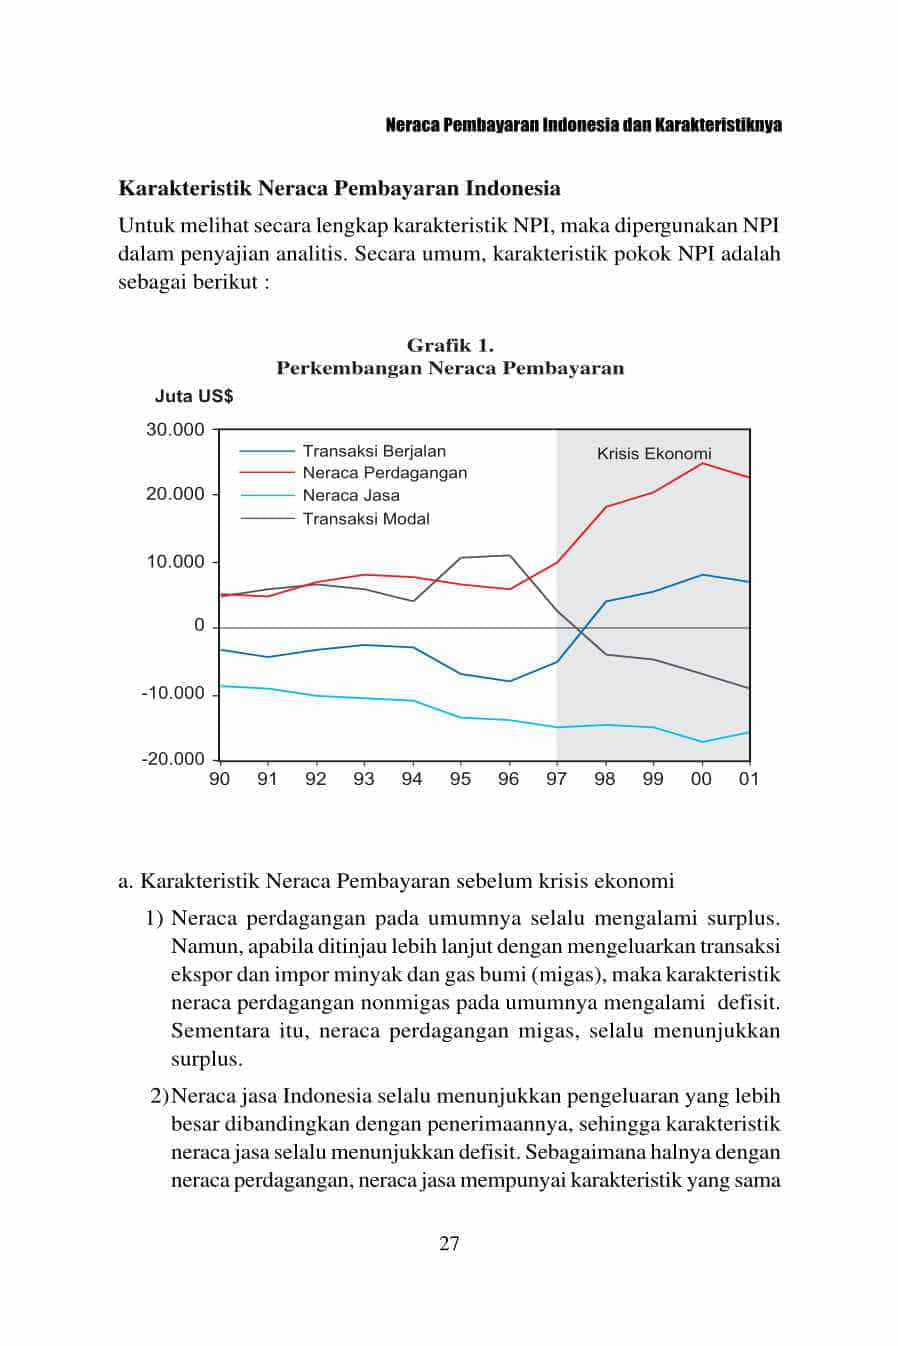 Neraca Pembayaran Indonesia dan Karakteristiknya
Karakteristik Neraca Pembayaran Indonesia
Untuk melihat secara lengkap karakteristik NPI, maka dipergunakan NPI
dalam penyajian analitis. Secara umum, karakteristik pokok NPI adalah
sebagai berikut :
Grafik 1.
Perkembangan Neraca Pembayaran
Juta US$
30.000
20.000
10.000
0
-10.000
-20.000
Transaksi Berjalan
Neraca Perdagangan
Neraca Jasa
Transaksi Modal
Krisis Ekonomi
90 91 92 93 94 95 96 97 98 99 00 01
a. Karakteristik Neraca Pembayaran sebelum krisis ekonomi
1) Neraca perdagangan pada umumnya selalu mengalami surplus.
Namun, apabila ditinjau lebih lanjut dengan mengeluarkan transaksi
ekspor dan impor minyak dan gas bumi (migas), maka karakteristik
neraca perdagangan nonmigas pada umumnya mengalami defisit.
Sementara itu, neraca perdagangan migas, selalu menunjukkan
surplus.
2)Neraca jasa Indonesia selalu menunjukkan pengeluaran yang lebih
besar dibandingkan dengan penerimaannya, sehingga karakteristik
neraca jasa selalu menunjukkan defisit. Sebagaimana halnya dengan
neraca perdagangan, neraca jasa mempunyai karakteristik yang sama
27